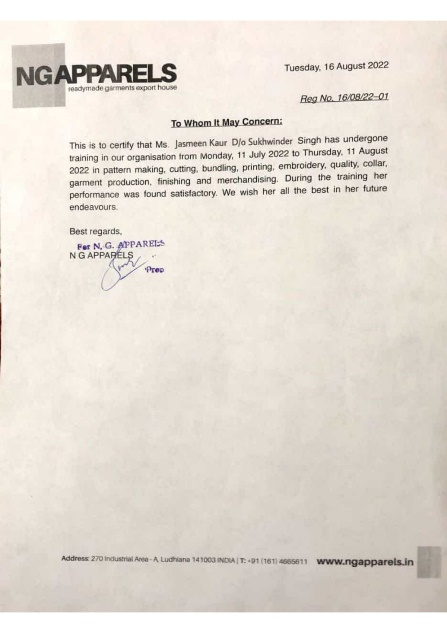 NGAPPARELS
readymade garments export house
Tuesday, 16 August 2022
Reg No. 16/08/22-01
To Whom It May Concern:
This is to certify that Ms. Jasmeen Kaur D/o Sukhwinder Singh has undergone
training in our organisation from Monday, 11 July 2022 to Thursday, 11 August
2022 in pattern making, cutting, bundling, printing, embroidery, quality, collar,
garment production, finishing and merchandising. During the training her
performance was found satisfactory. We wish her all the best in her future
endeavours.
Best regards,
For N. G. APPARELS
N G APPARELS
Prop
Address: 270 Industrial Area - A, Ludhiana 141003 INDIA | T: +91 (161) 4665611 www.ngapparels.in